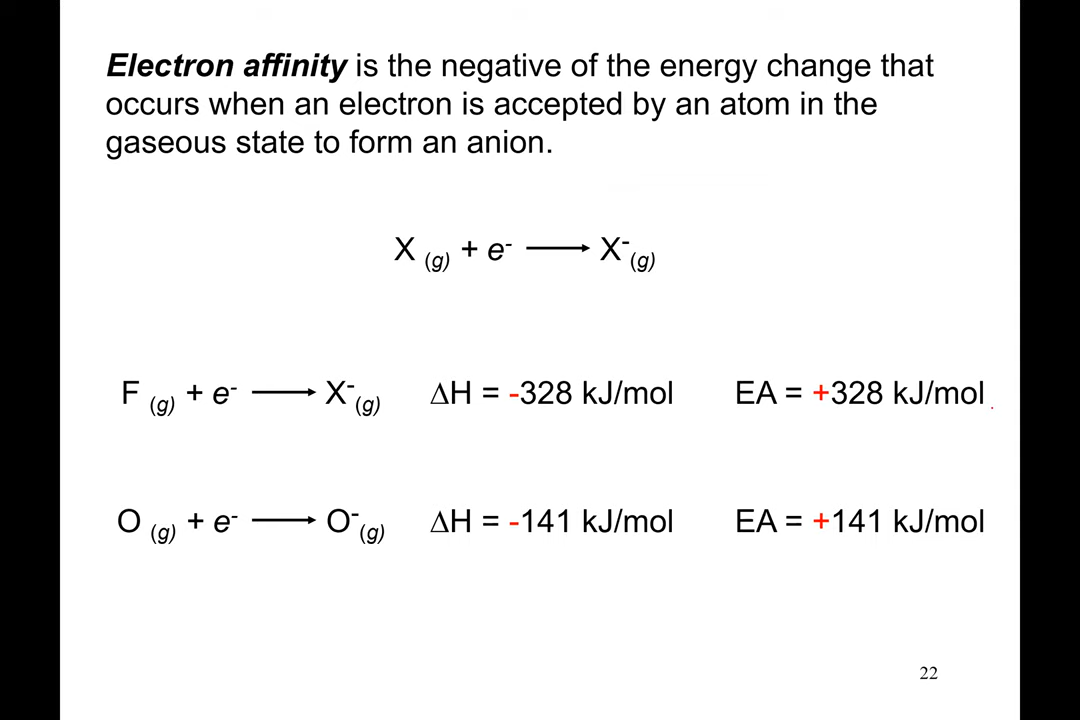 Electron affinity is the negative of the energy change that
occurs when an electron is accepted by an atom in the
gaseous state to form an anion.
X (g) + e- ⟶ X-(g)
F (g) + e- ⟶ X-(g) ΔH = -328 kJ/mol EA = +328 kJ/mol
O (g) + e- ⟶ O-(g) ΔH = -141 kJ/mol EA = +141 kJ/mol
22